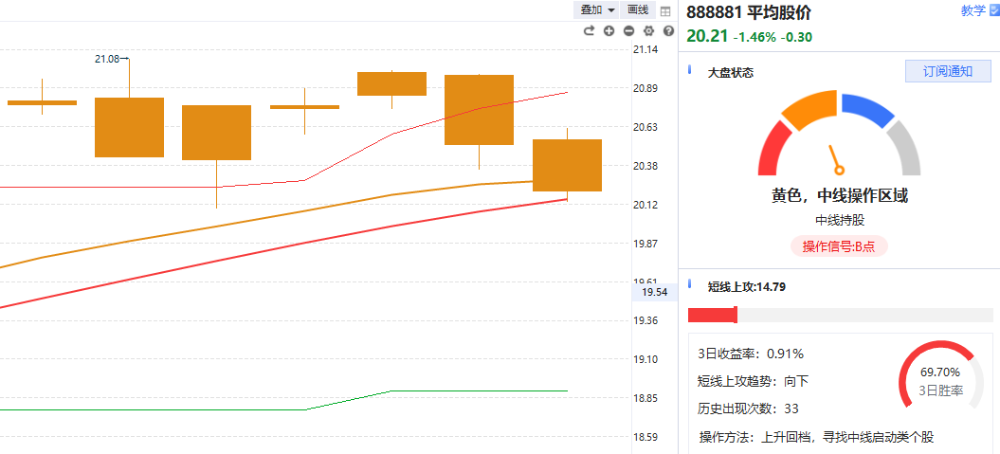 叠加 画线
21.08
21.14
20.89
20.63
20.38
20.12
19.87
19.61
19.54
19.36
19.10
18.85
18.59
888881 平均股价 教学
20.21 -1.46% -0.30
大盘状态 订阅通知
黄色，中线操作区域
中线持股
操作信号:B点
短线上攻:14.79
3日收益率：0.91%
短线上攻趋势：向下
历史出现次数：33
操作方法：上升回档，寻找中线启动类个股
69.70%
3日胜率